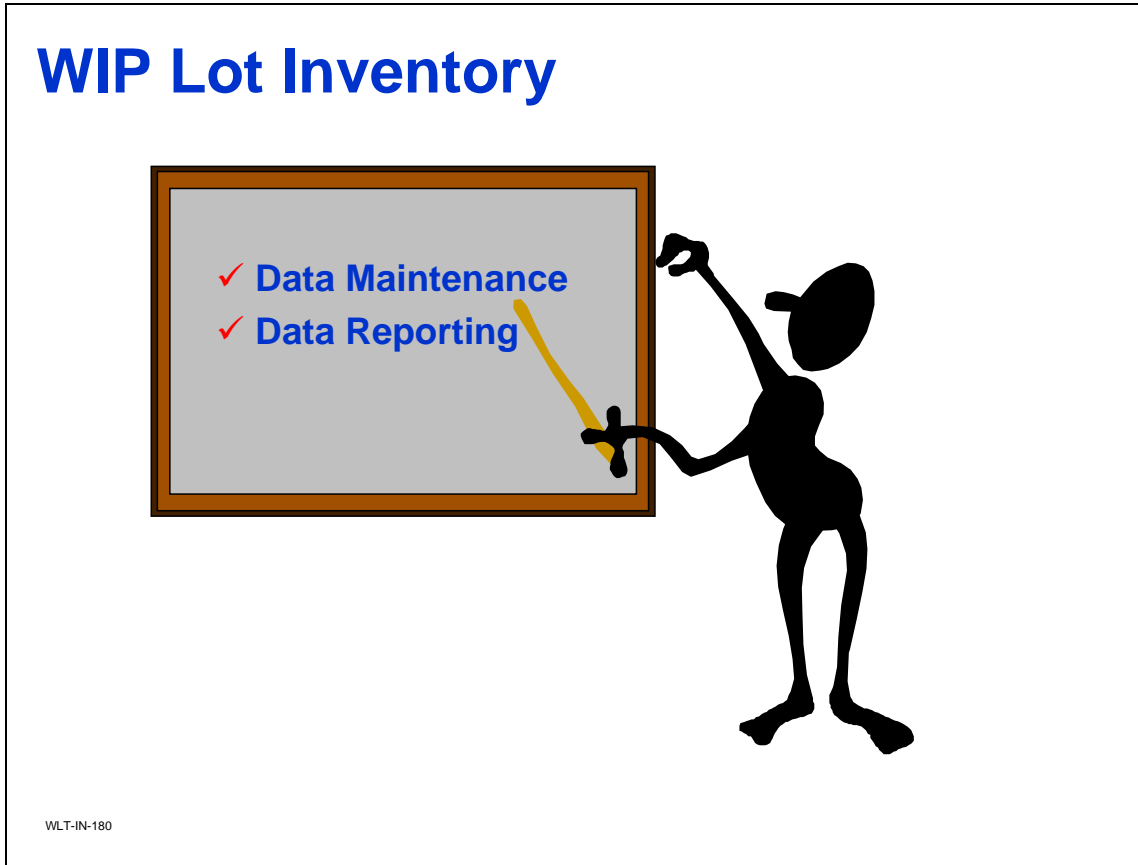 WIP Lot Inventory
✓ Data Maintenance
✓ Data Reporting
WLT-IN-180